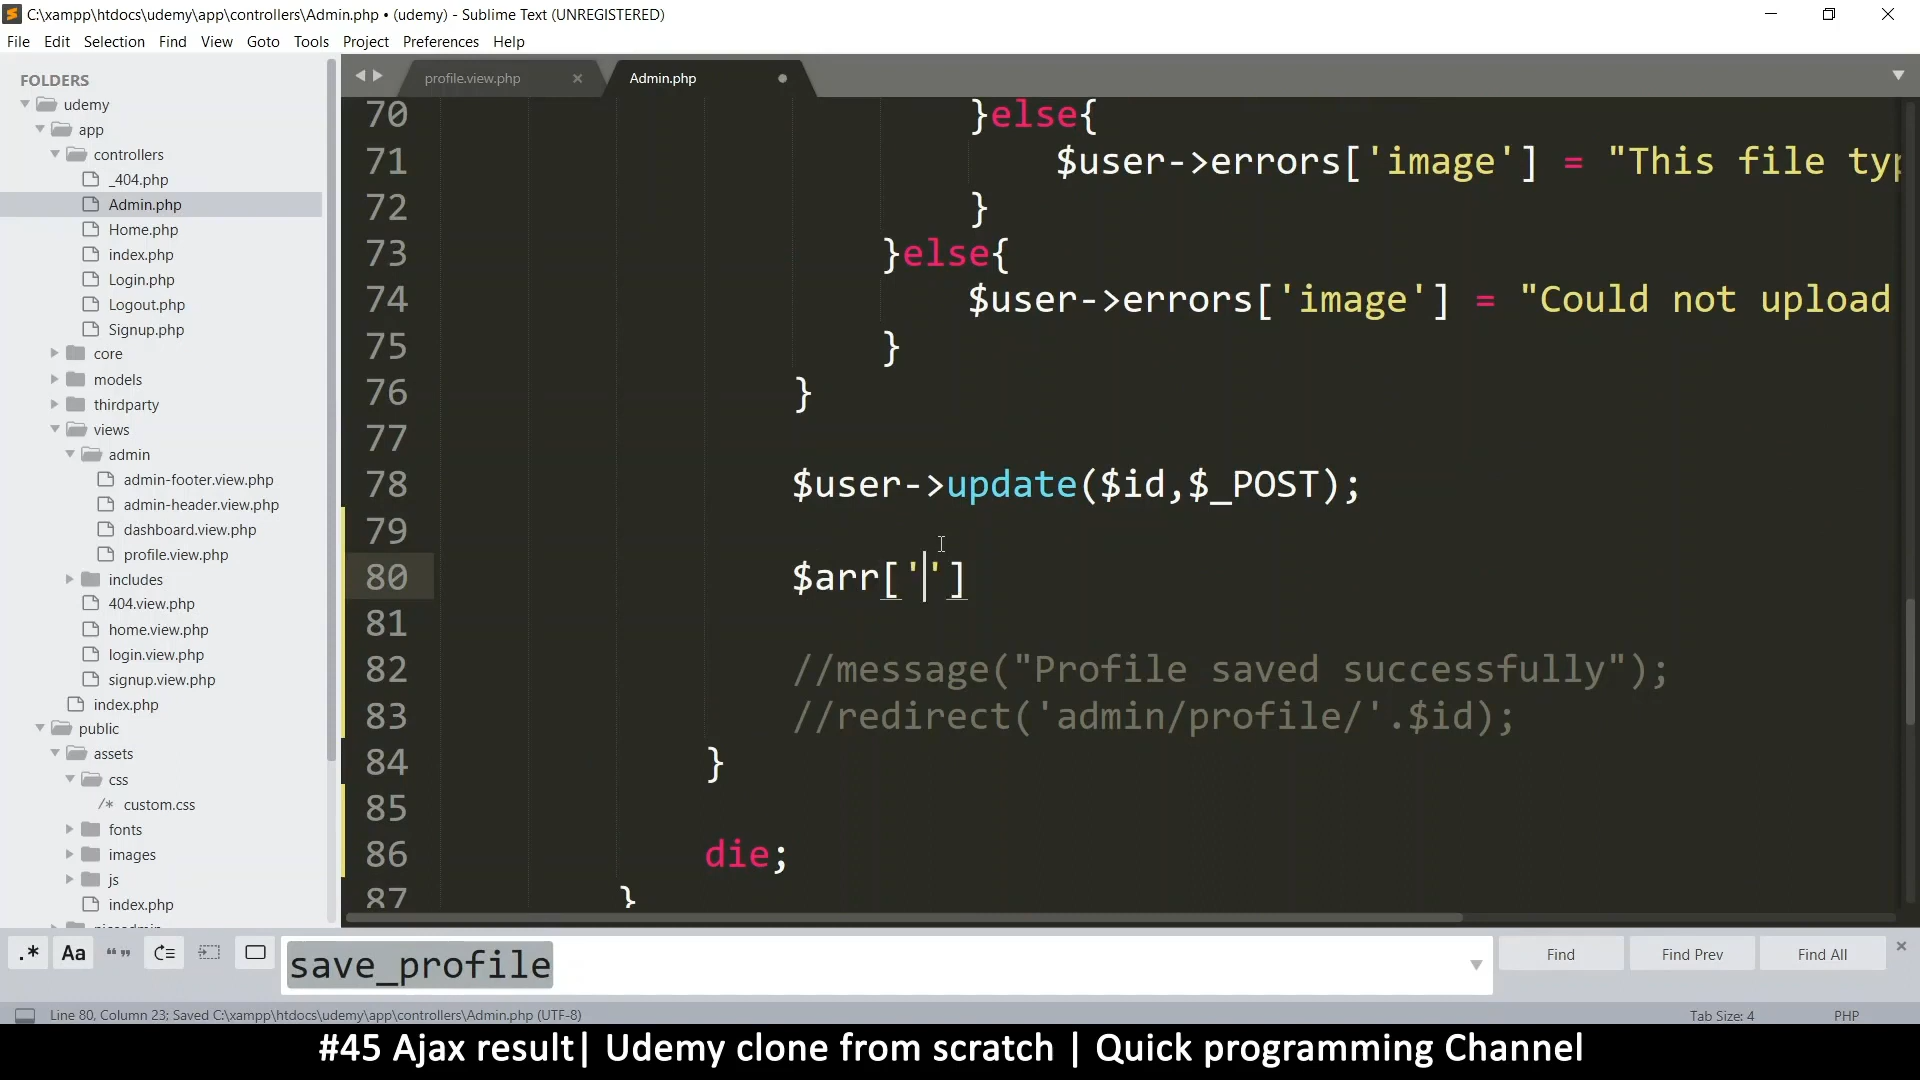 C:\xampp\htdocs\udemy\app\controllers\Admin.php • (udemy) - Sublime Text (UNREGISTERED)
File Edit Selection Find View Goto Tools Project Preferences Help
FOLDERS
udemy
app
controllers
_404.php
Admin.php
Home.php
index.php
Login.php
Logout.php
Signup.php
core
models
thirdparty
views
admin
admin-footer.view.php
admin-header.view.php
dashboard.view.php
profile.view.php
includes
404.view.php
home.view.php
login.view.php
signup.view.php
index.php
public
assets
css
/* custom.css
fonts
images
js
index.php
profile.view.php
Admin.php
70 }else{
71 $user->errors['image'] = "This file typ
72 }
73 }else{
74 $user->errors['image'] = "Could not upload
75 }
76 }
77
78 $user->update($id,$_POST);
79
80 $arr['']
81
82 //message("Profile saved successfully");
83 //redirect('admin/profile/'.$id);
84 }
85
86 die;
87 }
.* Aa “” save_profile Find Find Prev Find All
Line 80, Column 23; Saved C:\xampp\htdocs\udemy\app\controllers\Admin.php (UTF-8) Tab Size: 4 PHP
#45 Ajax result| Udemy clone from scratch | Quick programming Channel